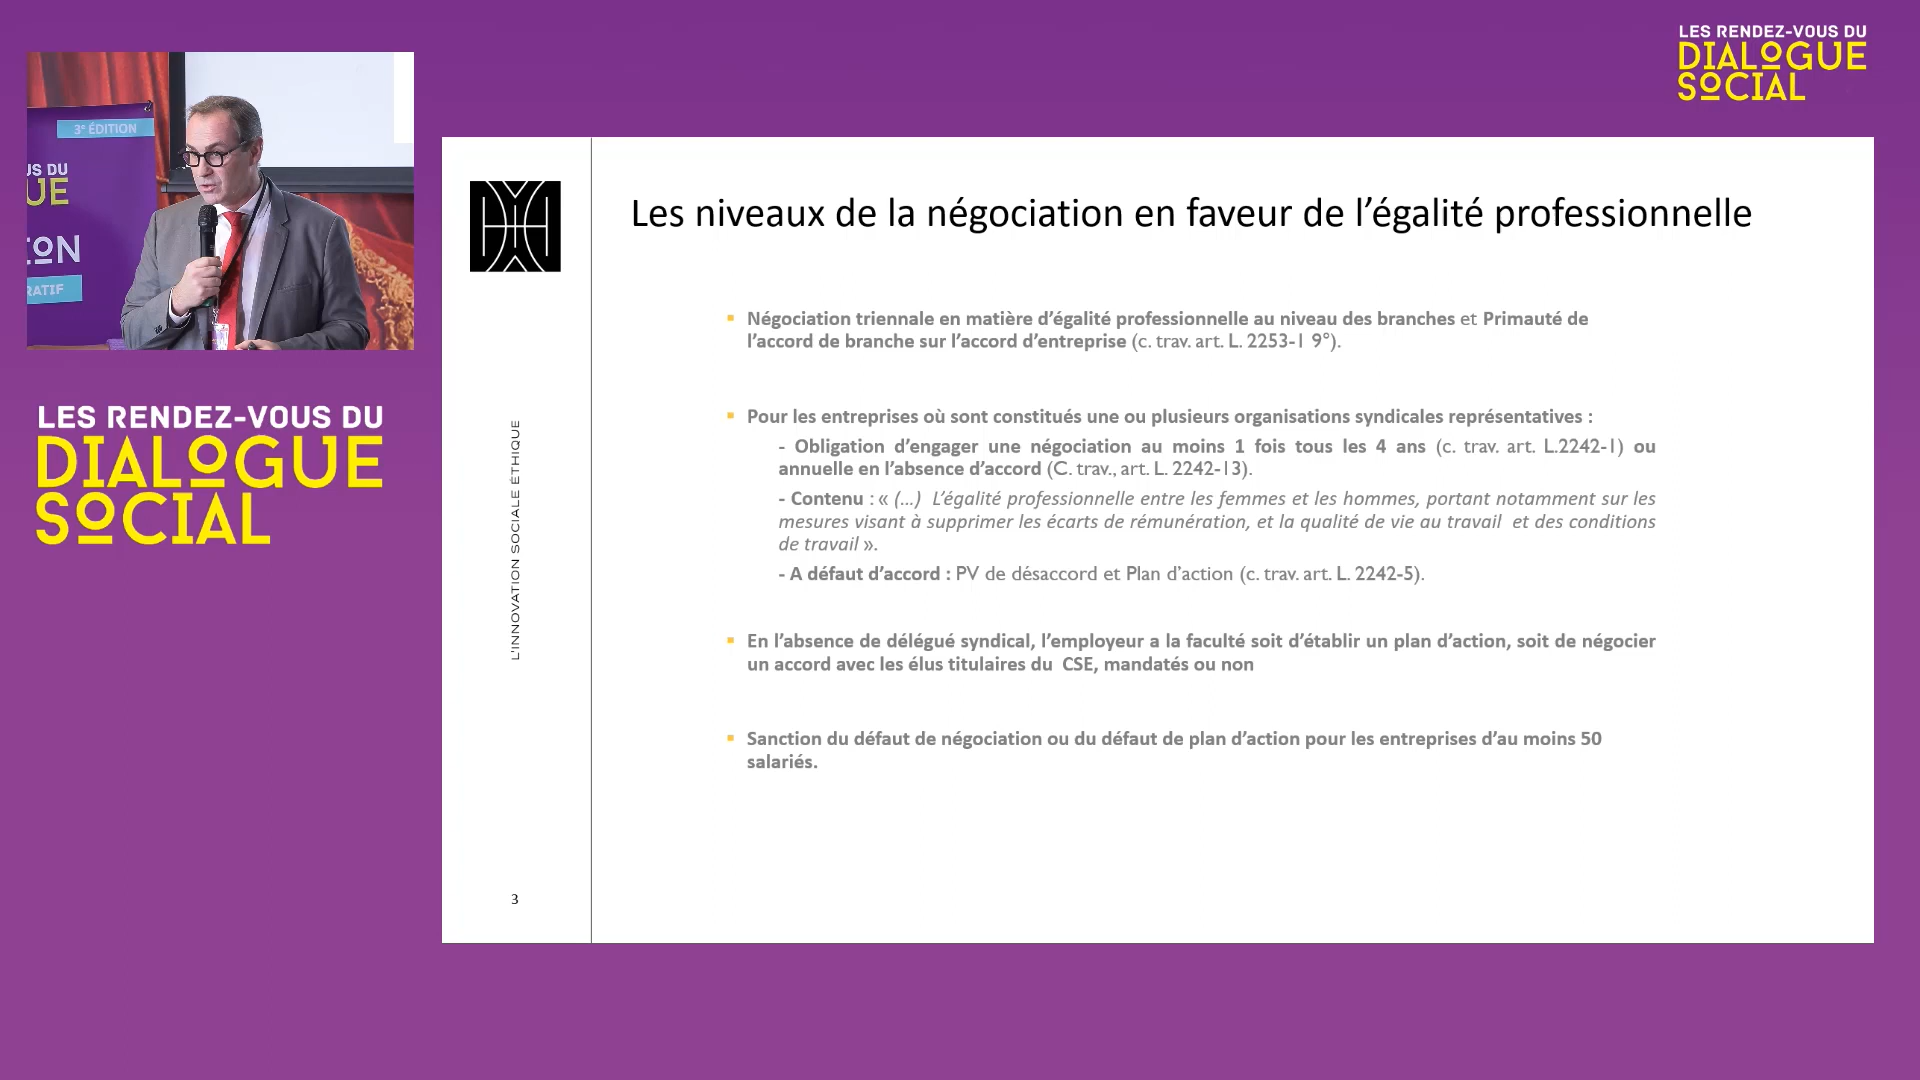 LES RENDEZ-VOUS DU
DIALOGUE
SOCIAL
3e ÉDITION
US DU
UE
ION
RATIF
LES RENDEZ-VOUS DU
DIALOGUE
SOCIAL
L'INNOVATION SOCIALE ÉTHIQUE
3
Les niveaux de la négociation en faveur de l’égalité professionnelle
Négociation triennale en matière d’égalité professionnelle au niveau des branches et Primauté de
l’accord de branche sur l’accord d’entreprise (c. trav. art. L. 2253-1 9°).
Pour les entreprises où sont constitués une ou plusieurs organisations syndicales représentatives :
- Obligation d’engager une négociation au moins 1 fois tous les 4 ans (c. trav. art. L.2242-1) ou
annuelle en l’absence d’accord (C. trav., art. L. 2242-13).
- Contenu : « (…) L’égalité professionnelle entre les femmes et les hommes, portant notamment sur les
mesures visant à supprimer les écarts de rémunération, et la qualité de vie au travail et des conditions
de travail ».
- A défaut d’accord : PV de désaccord et Plan d’action (c. trav. art. L. 2242-5).
En l’absence de délégué syndical, l’employeur a la faculté soit d’établir un plan d’action, soit de négocier
un accord avec les élus titulaires du CSE, mandatés ou non
Sanction du défaut de négociation ou du défaut de plan d’action pour les entreprises d’au moins 50
salariés.